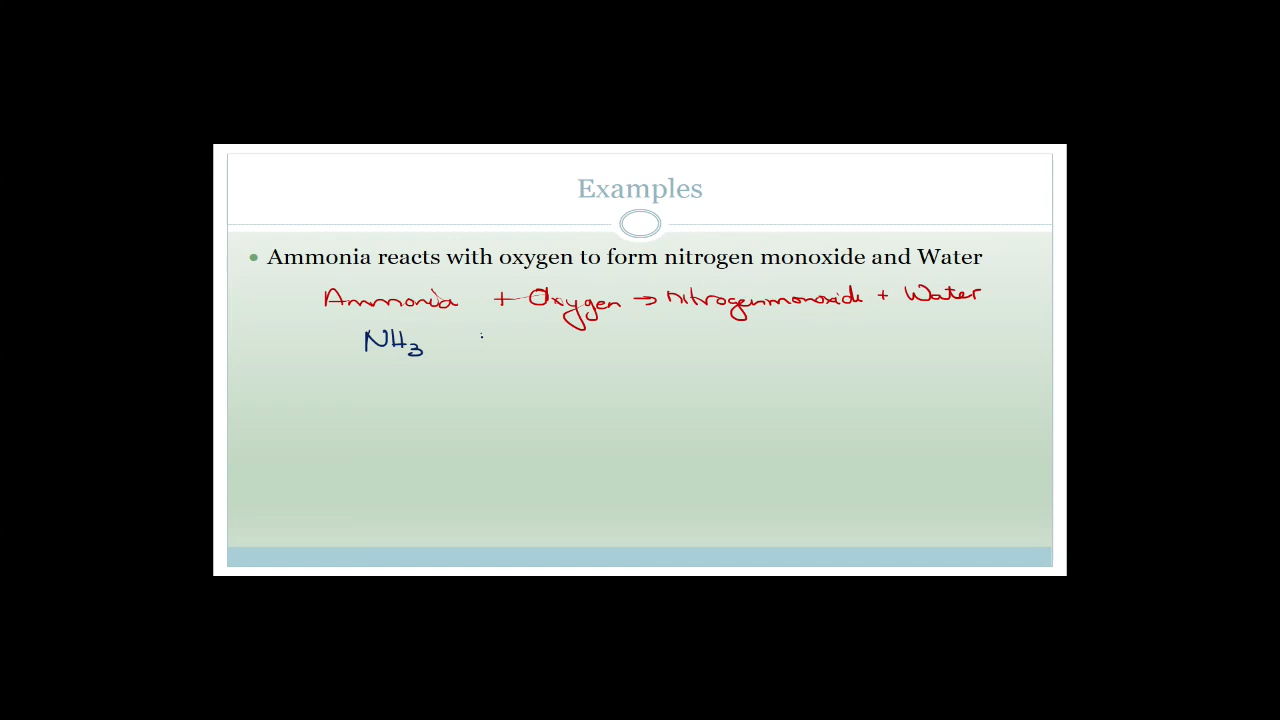 Examples
Ammonia reacts with oxygen to form nitrogen monoxide and Water
Ammonia + Oxygen → nitrogenmonoxide + Water
NH₃